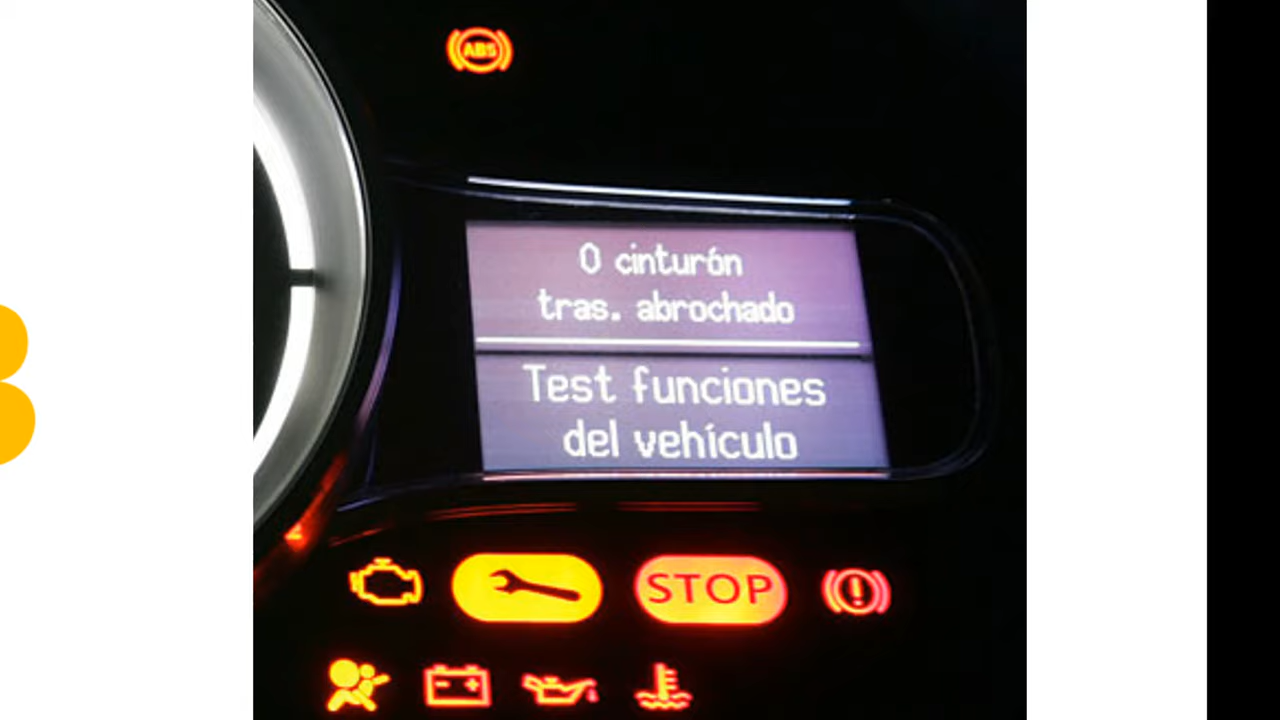 ABS
0 cinturón
tras. abrochado
Test funciones
del vehículo
STOP